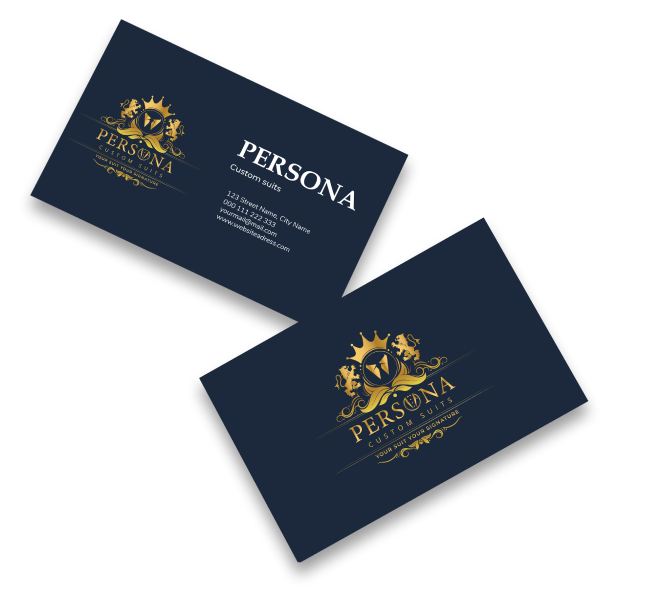 PERSONA
CUSTOM SUITS
YOUR SUIT YOUR SIGNATURE
PERSONA
Custom suits
123 Street Name, City Name
000 111 222 333
yourmail@mail.com
www.websiteadress.com
PERSONA
CUSTOM SUITS
YOUR SUIT YOUR SIGNATURE